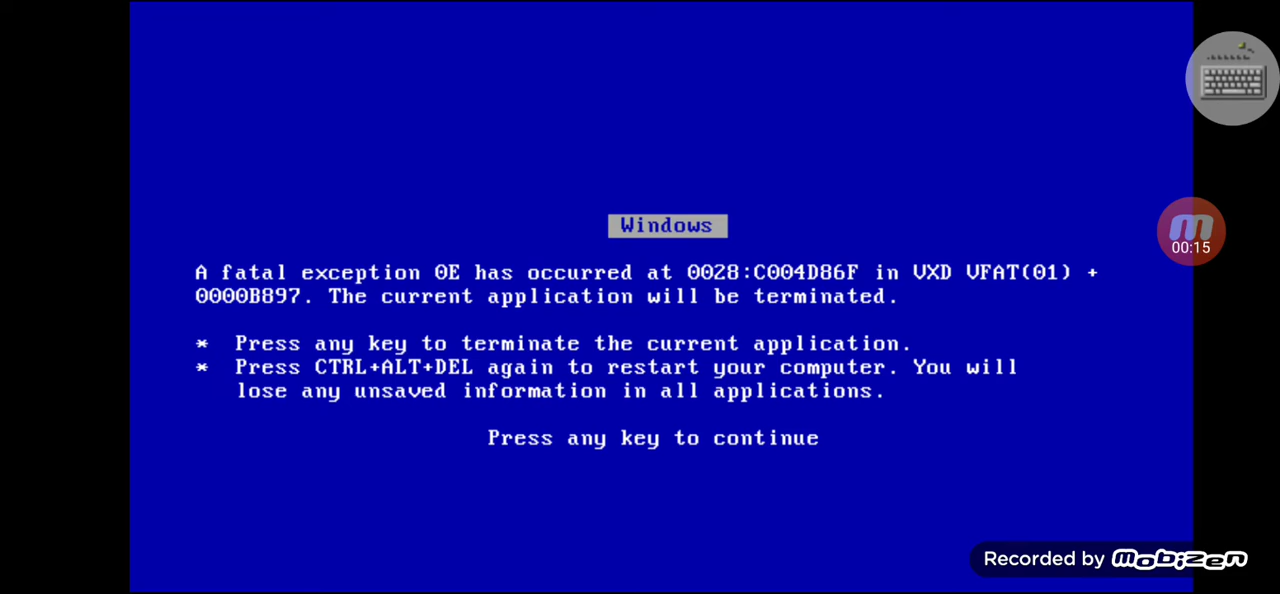 Windows
A fatal exception 0E has occurred at 0028:C004D86F in VXD VFAT(01) +
0000B897. The current application will be terminated.
* Press any key to terminate the current application.
* Press CTRL+ALT+DEL again to restart your computer. You will
lose any unsaved information in all applications.
Press any key to continue
00:15
Recorded by mobizen